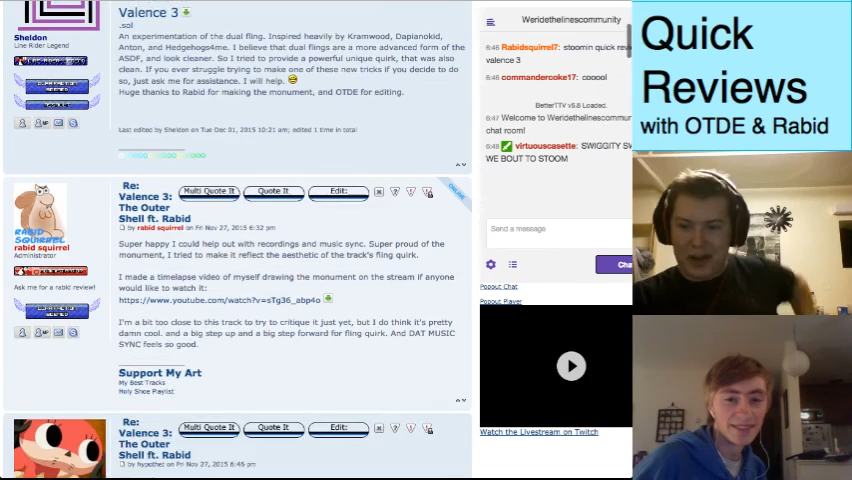 Valence 3
.sol
Sheldon
Line Rider Legend
An experimentation of the dual fling. Inspired heavily by Kramwood, Dapianokid,
Anton, and Hedgehogs4me. I believe that dual flings are a more advanced form of the
ASDF, and look cleaner. So I tried to provide a powerful unique quirk, that was also
clean. If you ever struggle trying to make one of these new tricks if you decide to do
so, just ask me for assistance. I will help.
Huge thanks to Rabid for making the monument, and OTDE for editing.
Last edited by Sheldon on Tue Dec 01, 2015 10:21 am; edited 1 time in total
RABID
SQUIRREL
rabid squirrel
Administrator
Ask me for a rabid review!
Re:
Valence 3:
The Outer
Shell ft. Rabid
Multi Quote It
Quote It
Edit:
ONLINE
by rabid squirrel on Fri Nov 27, 2015 6:32 pm
Super happy I could help out with recordings and music sync. Super proud of the
monument, I tried to make it reflect the aesthetic of the track's fling quirk.
I made a timelapse video of myself drawing the monument on the stream if anyone
would like to watch it:
https://www.youtube.com/watch?v=sTg36_abp4o
I'm a bit too close to this track to try to critique it just yet, but I do think it's pretty
damn cool. and a big step up and a big step forward for fling quirk. And DAT MUSIC
SYNC feels so good.
Support My Art
My Best Tracks
Holy Shoe Playlist
Re:
Valence 3:
The Outer
Shell ft. Rabid
Multi Quote It
Quote It
Edit:
by hypothet on Fri Nov 27, 2015 6:45 pm
Weridethelinescommunity
6:46 Rabidsquirrel7: stoomin quick revie
valence 3
6:46 commandercoke17: cooool
BetterTTV v6.8 Loaded.
6:47 Welcome to Weridethelinescommuni
chat room!
6:48 virtuouscasette: SWIGGITY SW
WE BOUT TO STOOM
Send a message
Chat
Popout Chat
Popout Player
Watch the Livestream on Twitch
Quick
Reviews
with OTDE & Rabid